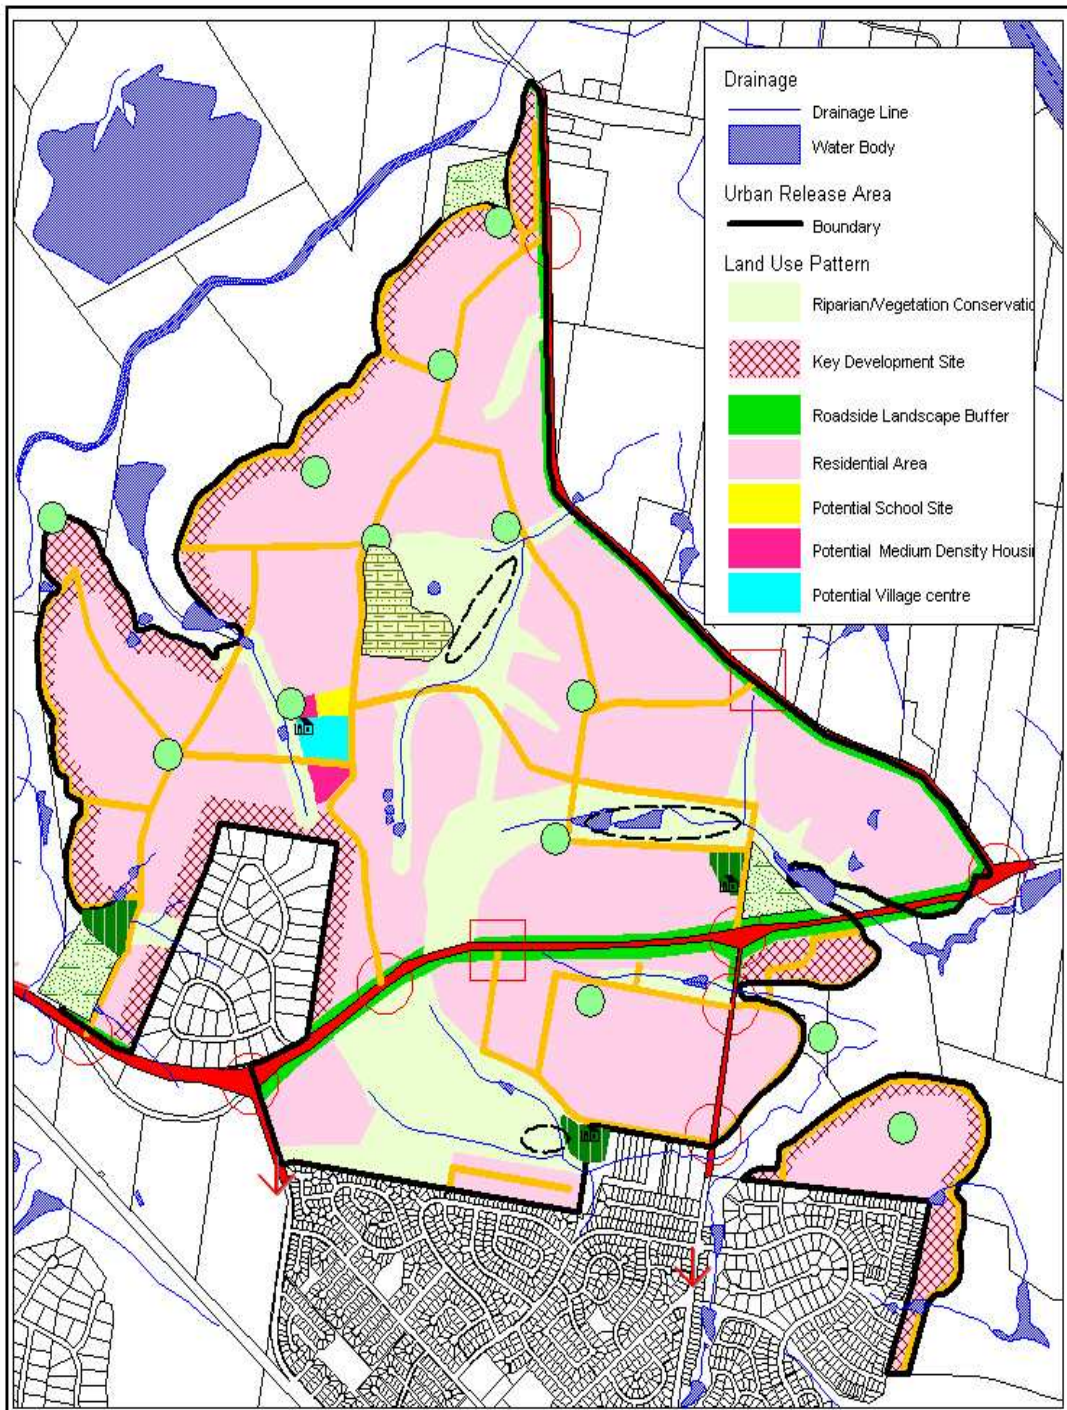 Drainage
Drainage Line
Water Body
Urban Release Area
Boundary
Land Use Pattern
Riparian/Vegetation Conservatio
Key Development Site
Roadside Landscape Buffer
Residential Area
Potential School Site
Potential Medium Density Housi
Potential Village centre